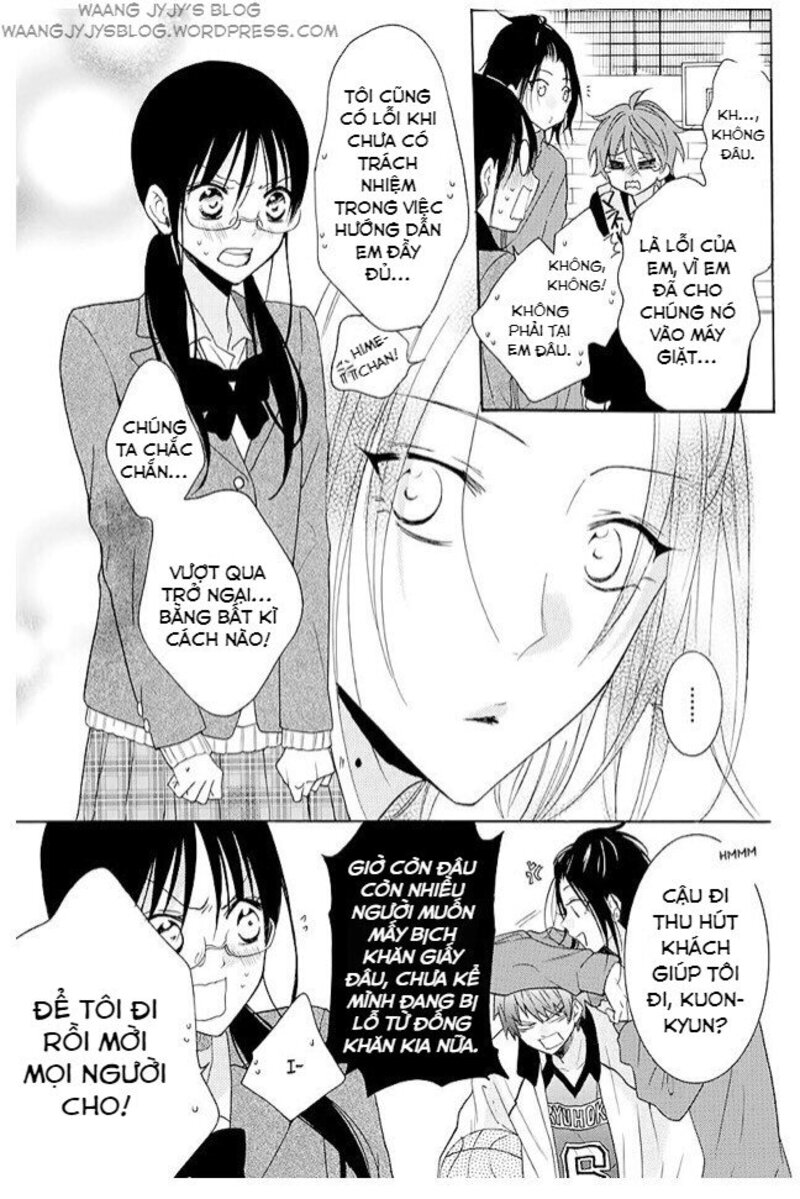 WAANG JYJY'S BLOG
WAANGJYJYSBLOG.WORDPRESS.COM
KH...,
KHÔNG
ĐÂU.
LÀ LỖI CỦA
EM, VÌ EM
ĐÃ CHO
CHÚNG NÓ
VÀO MÁY
GIẶT...
KHÔNG,
KHÔNG!
KHÔNG
PHẢI TẠI
EM ĐÂU.
TÔI CŨNG
CÓ LỖI KHI
CHƯA CÓ
TRÁCH
NHIỆM
TRONG VIỆC
HƯỚNG DẪN
EM ĐẦY
ĐỦ...
HIME-
CHAN!
CHÚNG
TA CHẮC
CHẮN...
VƯỢT QUA
TRỞ NGẠI...
BẰNG BẤT KÌ
CÁCH NÀO!
......
HMMM
CẬU ĐI
THU HÚT
KHÁCH
GIÚP TÔI
ĐI, KUON-
KYUN?
GIỜ CÒN ĐÂU
CÒN NHIỀU
NGƯỜI MUỐN
MẤY BỊCH
KHĂN GIẤY
ĐÂU, CHƯA KỂ
MÌNH ĐANG BỊ
LỖ TỪ ĐỐNG
KHĂN KIA NỮA.
I-
ĐỂ TÔI ĐI
RỒI MỜI
MỌI NGƯỜI
CHO!
KYUHOK
6